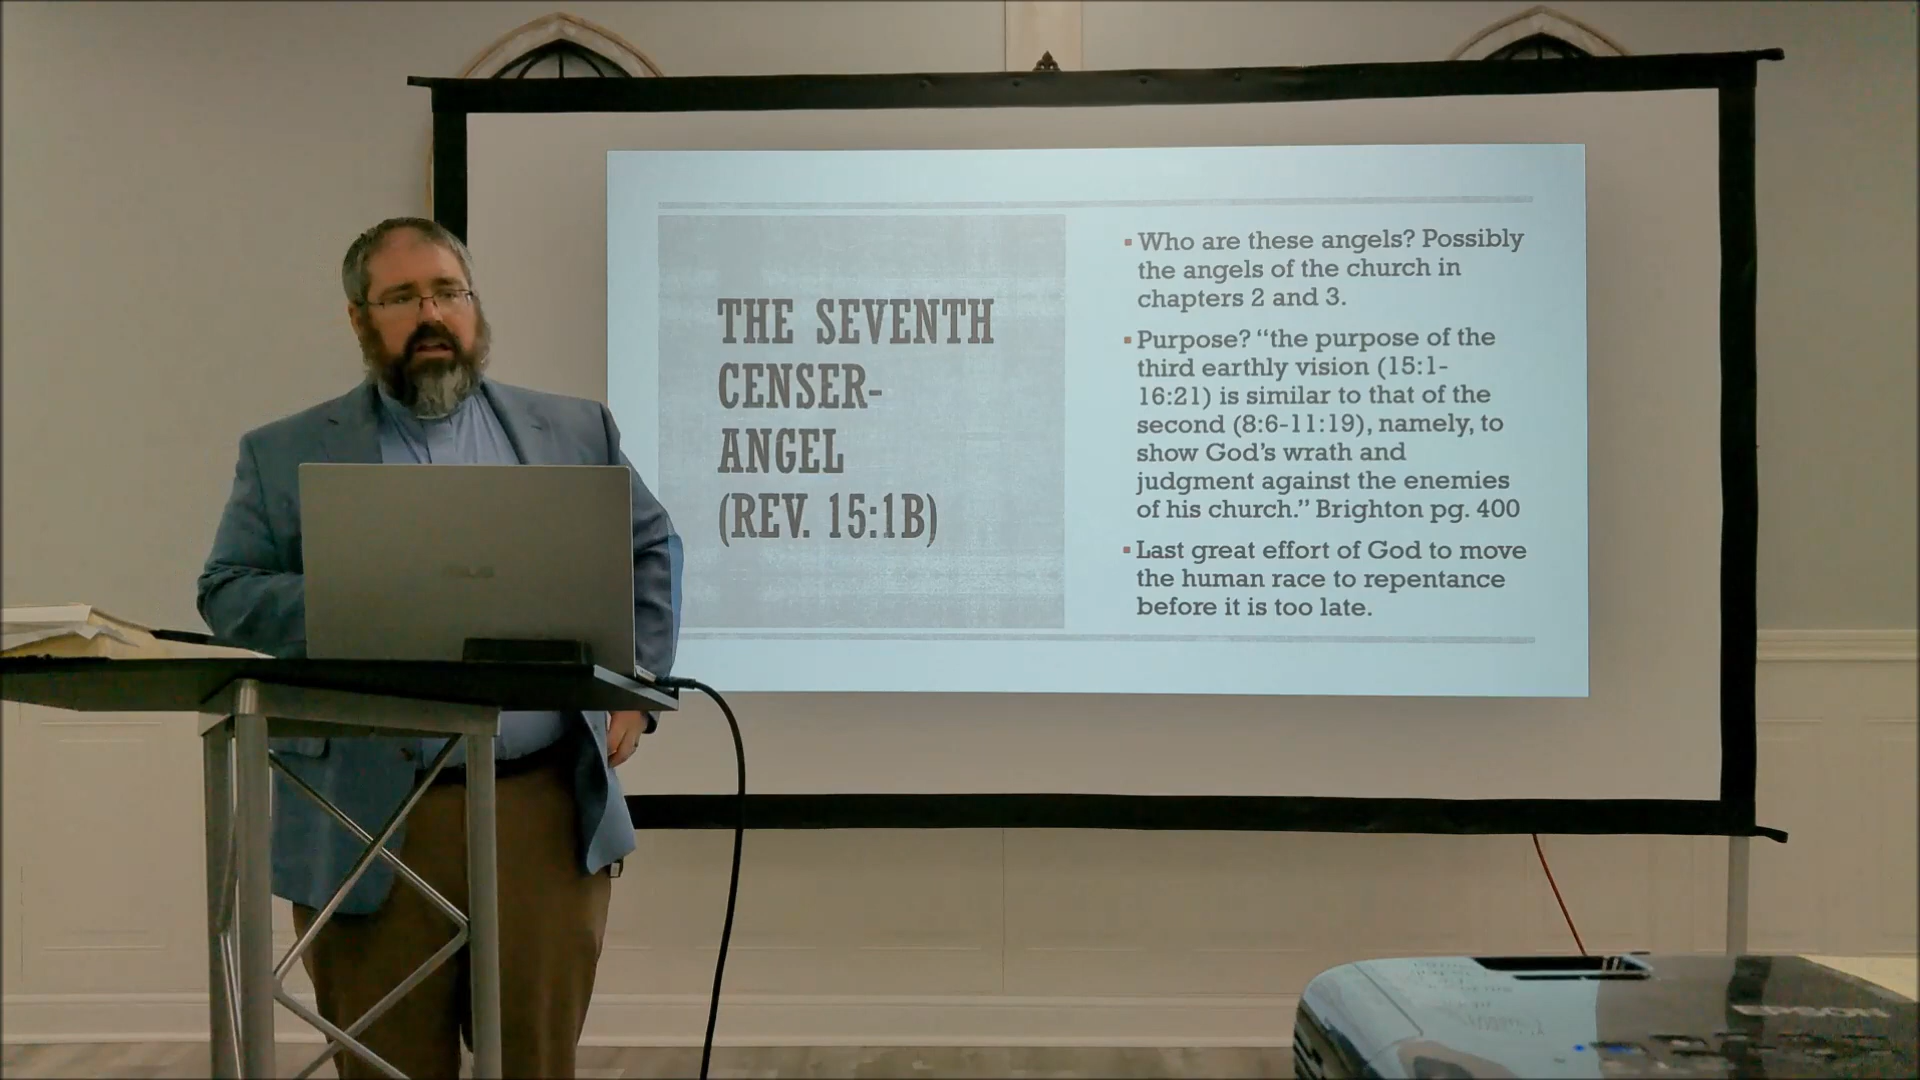 THE SEVENTH
CENSER-
ANGEL
(REV. 15:1B)
▪ Who are these angels? Possibly
the angels of the church in
chapters 2 and 3.
▪ Purpose? “the purpose of the
third earthly vision (15:1-
16:21) is similar to that of the
second (8:6-11:19), namely, to
show God’s wrath and
judgment against the enemies
of his church.” Brighton pg. 400
▪ Last great effort of God to move
the human race to repentance
before it is too late.
ASUS